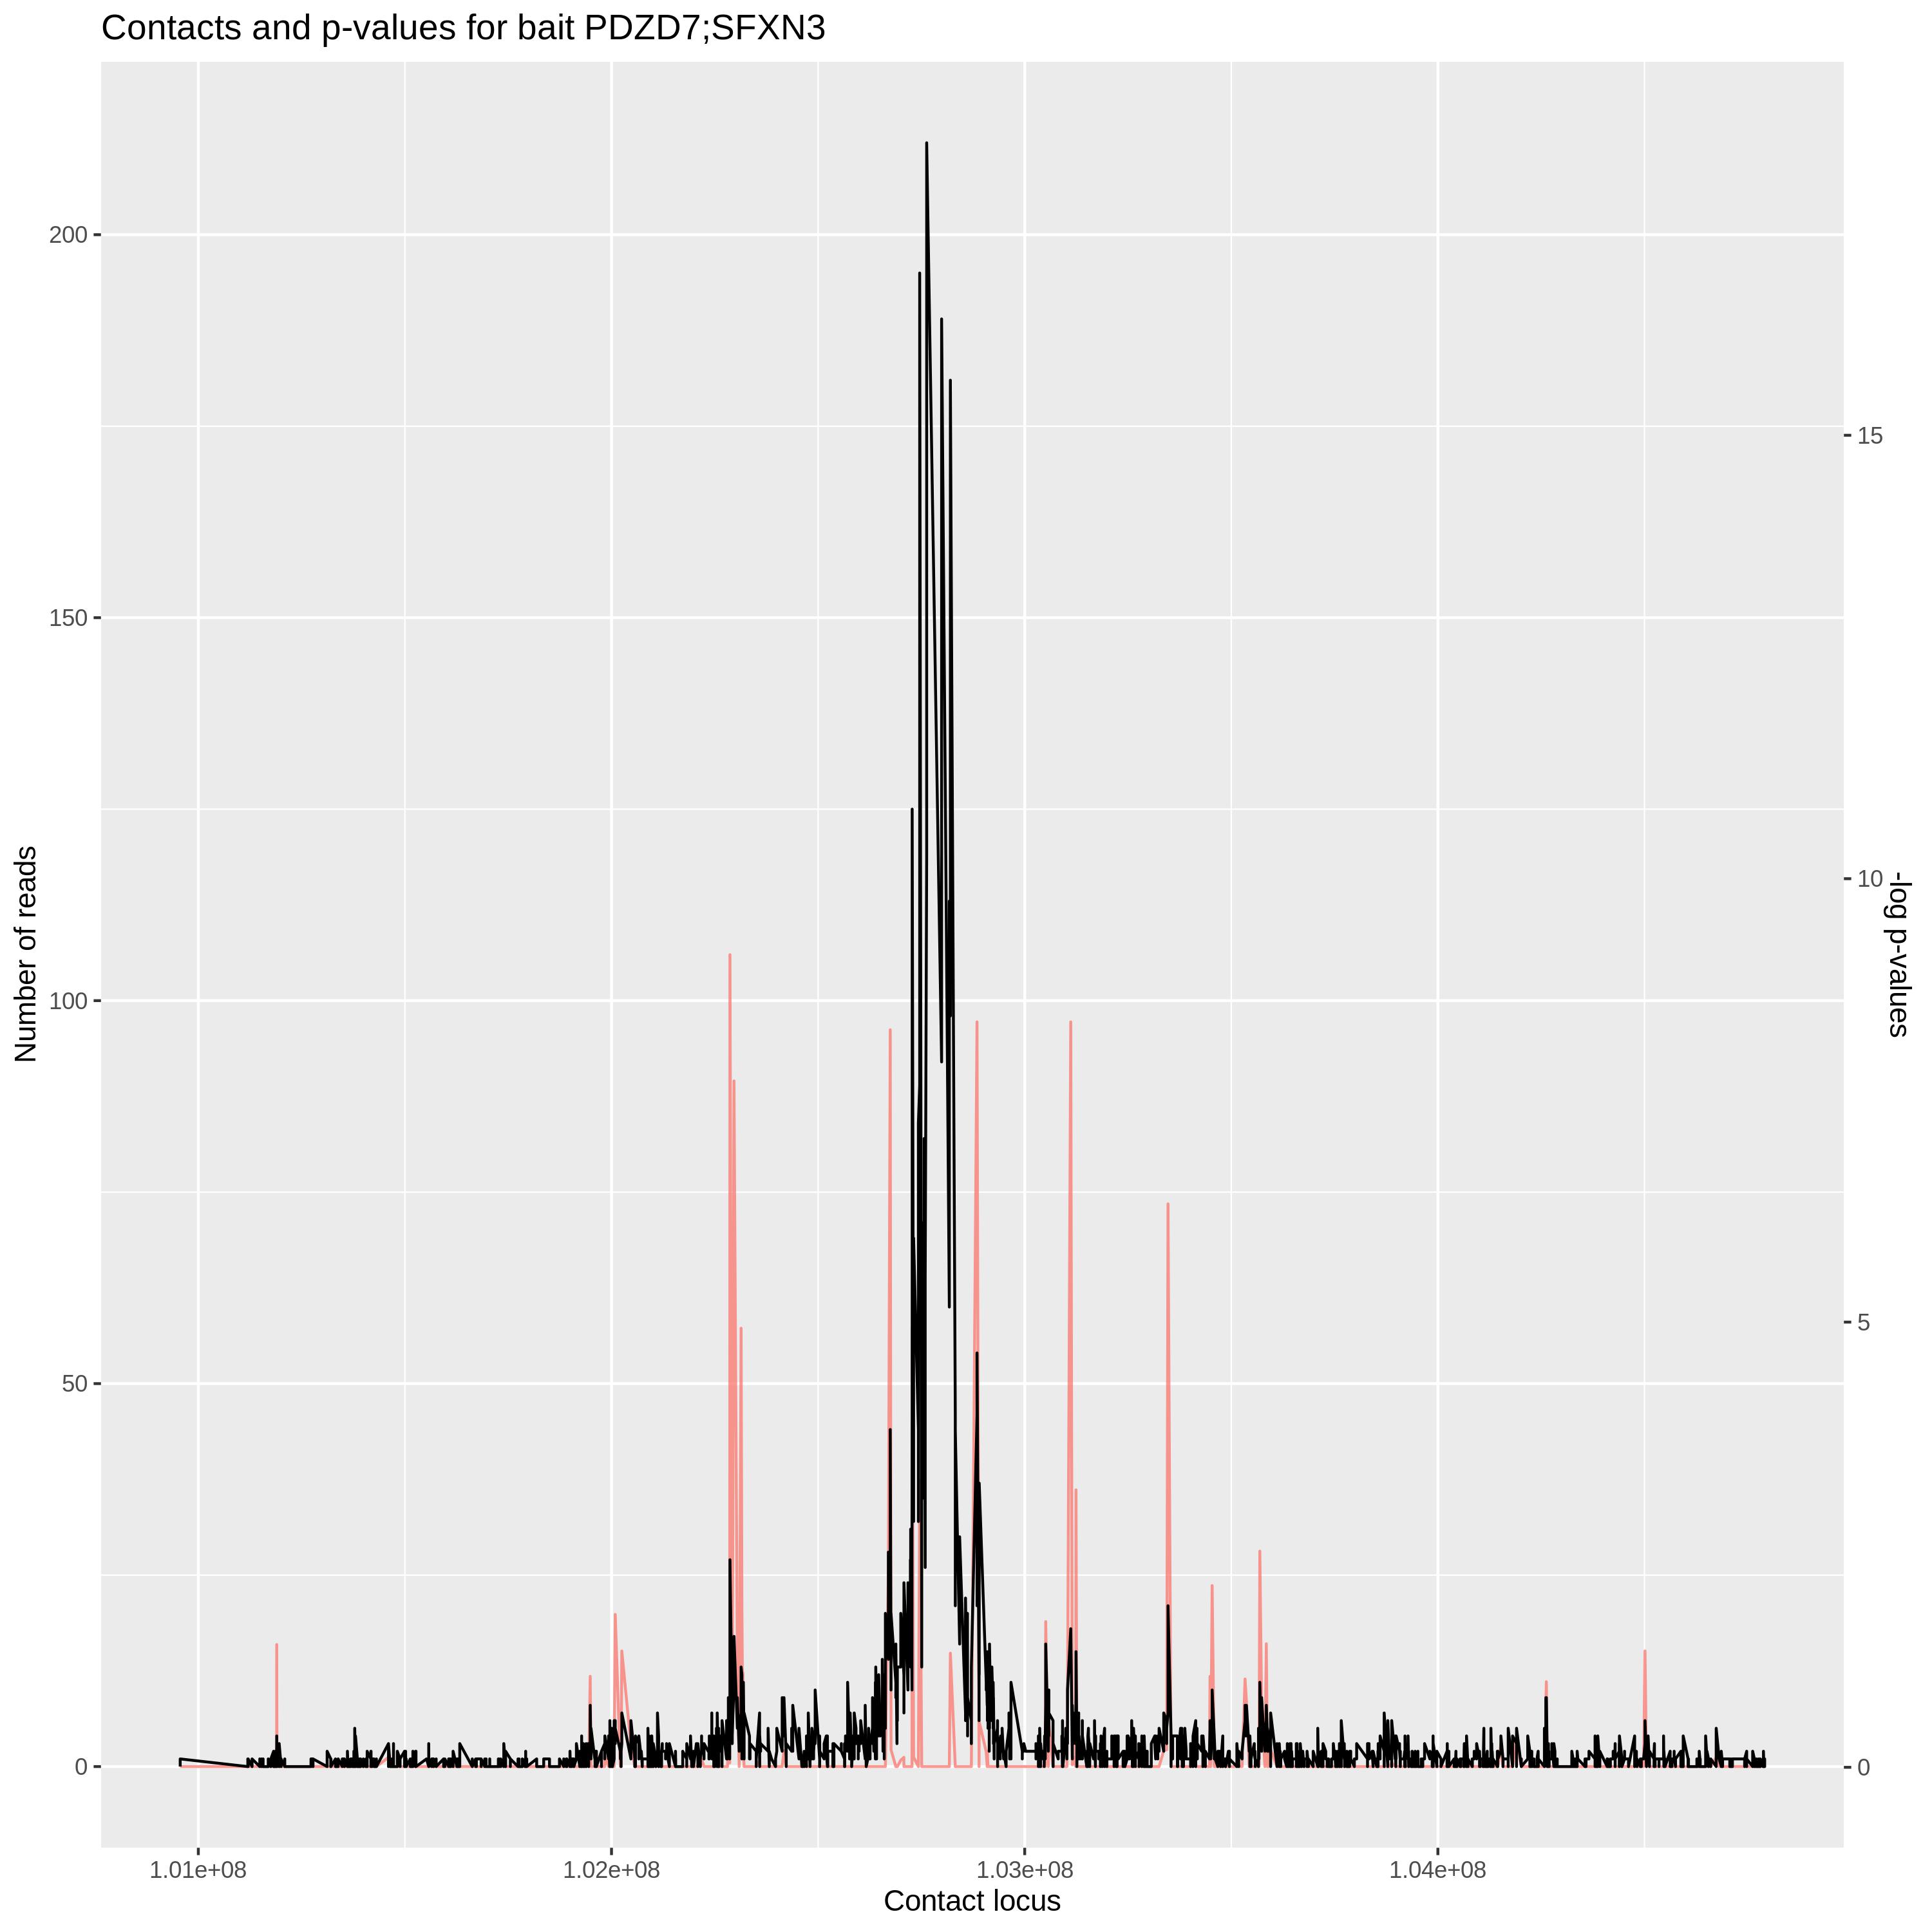 Contacts and p-values for bait PDZD7;SFXN3
200
150
100
50
0
15
10
5
0
Number of reads
-log p-values
1.01e+08
1.02e+08
1.03e+08
1.04e+08
Contact locus